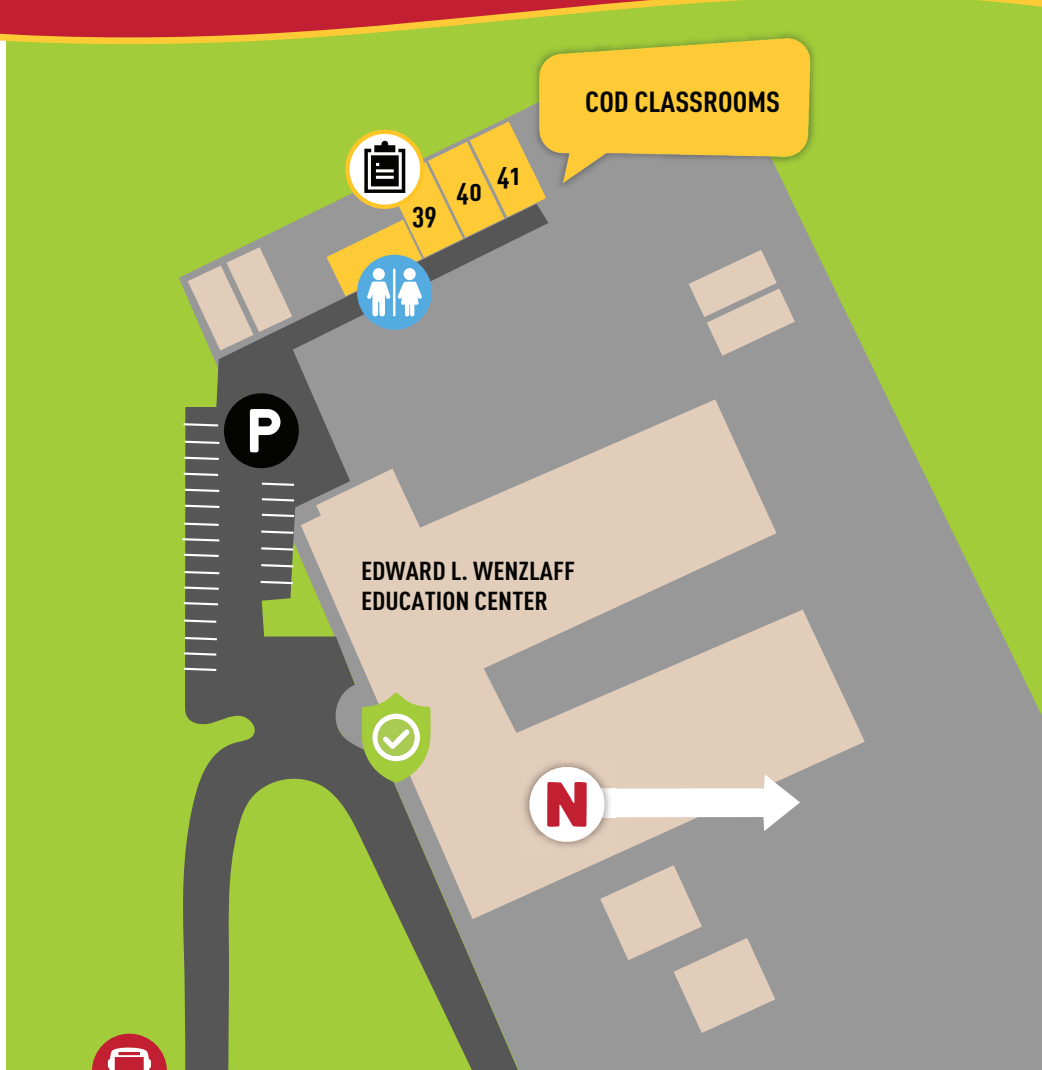 COD CLASSROOMS
41
40
39
P
EDWARD L. WENZLAFF
EDUCATION CENTER
N